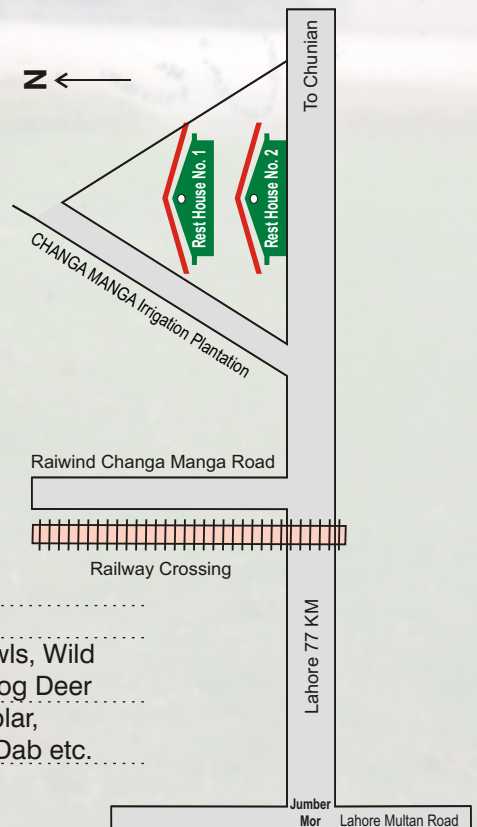 To Chunian
N
Rest House No. 1
Rest House No. 2
CHANGA MANGA Irrigation Plantation
Raiwind Changa Manga Road
Railway Crossing
Lahore 77 KM
wls, Wild
og Deer
olar,
Dab etc.
Jumber
Mor
Lahore Multan Road